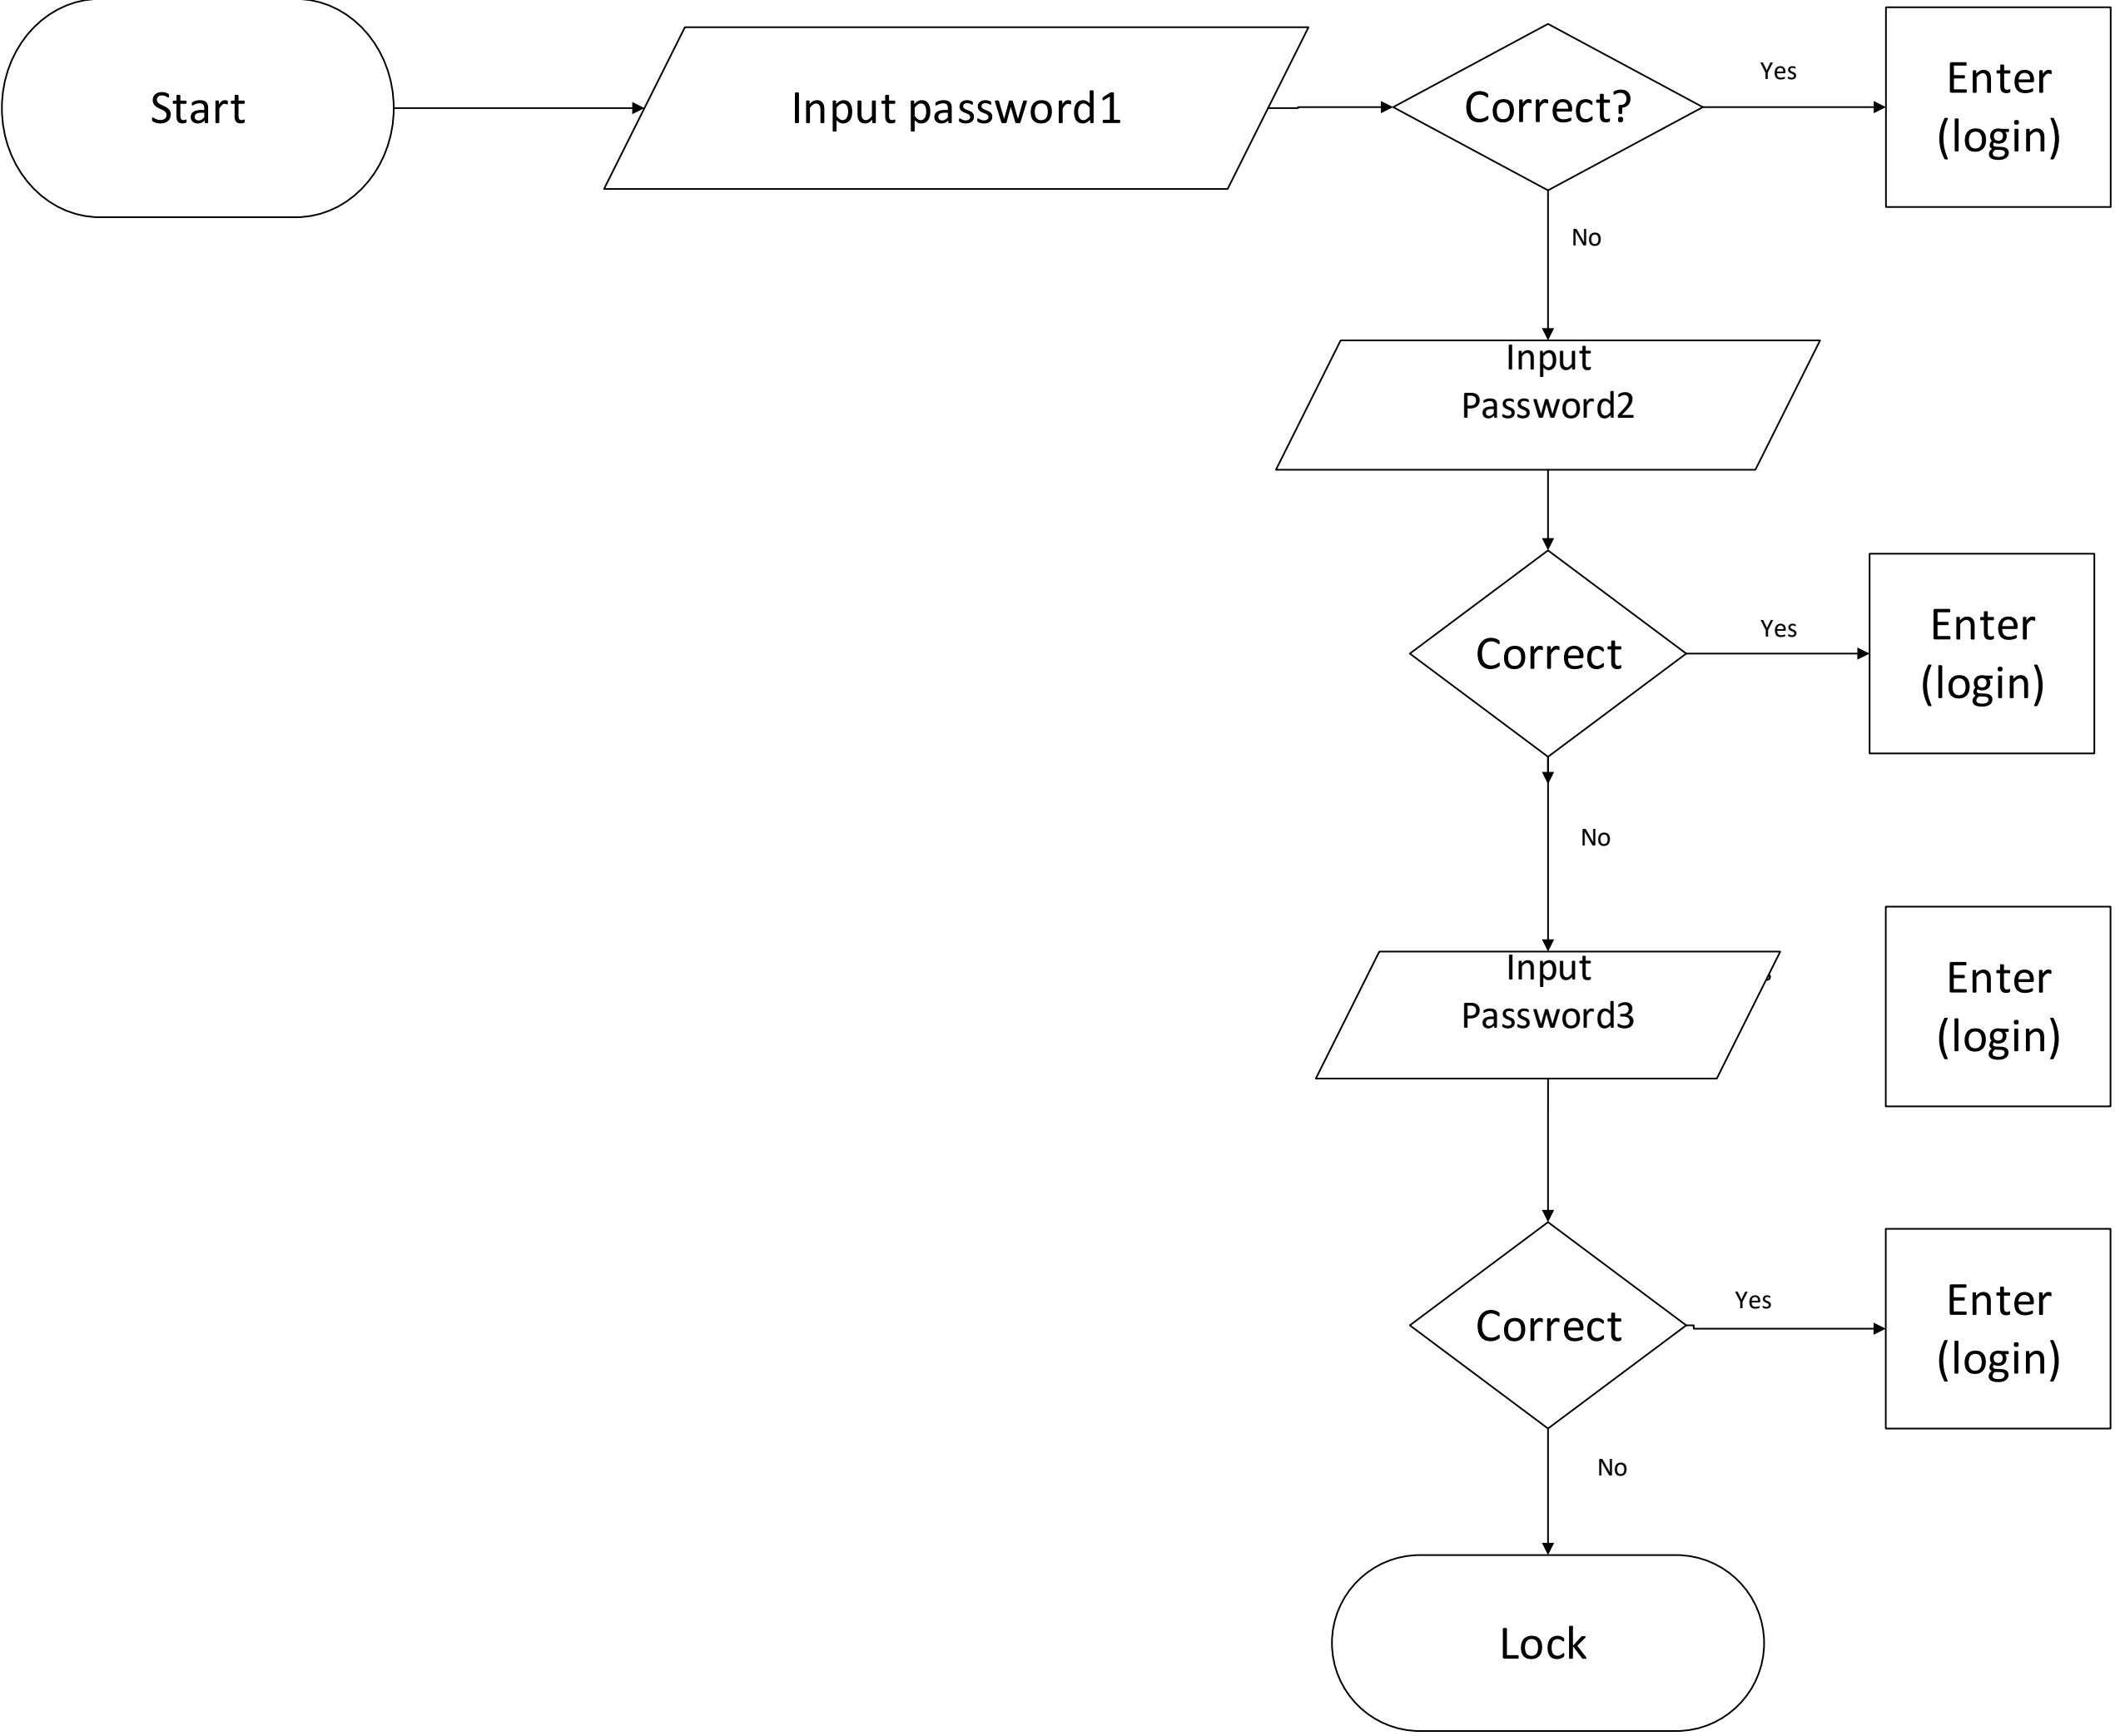 Start
Input password1
Correct?
Yes
Enter
(login)
No
Input
Password2
Correct
Yes
Enter
(login)
No
Input
Password3
Enter
(login)
Correct
Yes
Enter
(login)
No
Lock